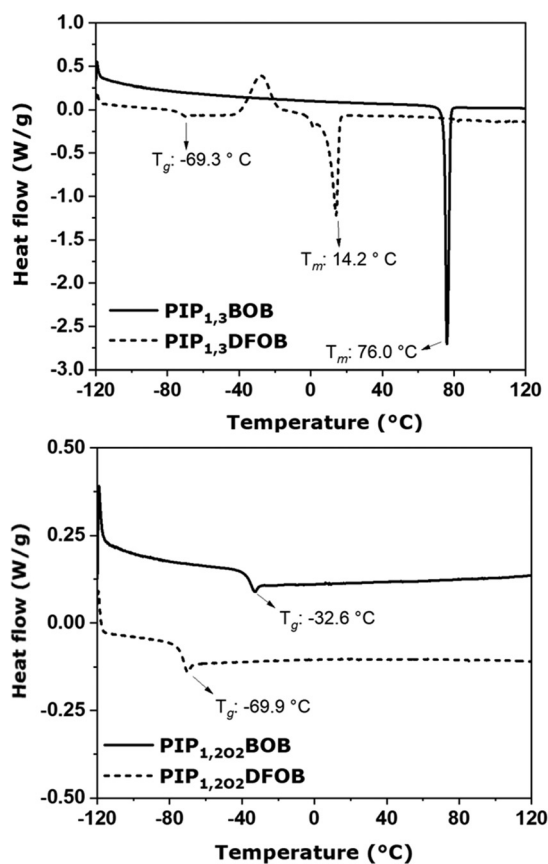 1.0
0.5
0.0
-0.5
-1.0
-1.5
-2.0
-2.5
-3.0
Heat flow (W/g)
Tg: -69.3 ° C
Tm: 14.2 ° C
Tm: 76.0 °C
PIP1,3BOB
PIP1,3DFOB
-120 -80 -40 0 40 80 120
Temperature (°C)
0.50
0.25
0.00
-0.25
-0.50
Heat flow (W/g)
Tg: -32.6 °C
Tg: -69.9 °C
PIP1,2O2BOB
PIP1,2O2DFOB
-120 -80 -40 0 40 80 120
Temperature (°C)